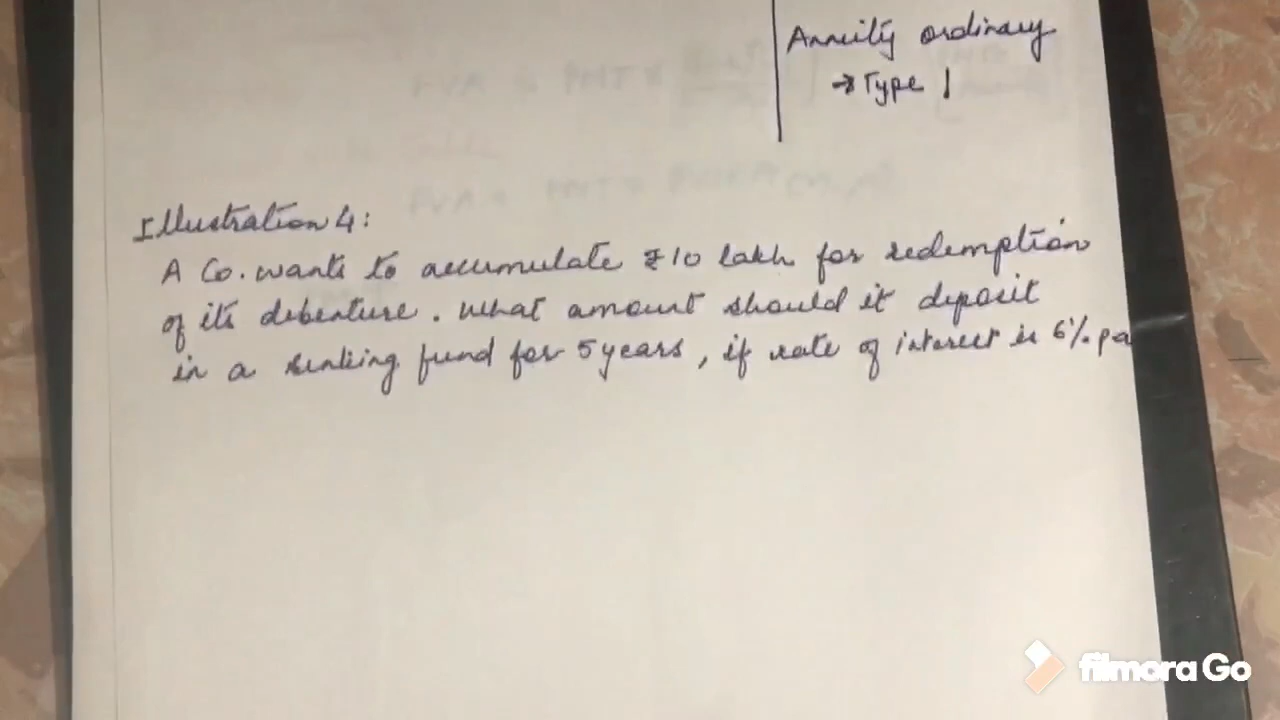 Annuity ordinary
→ Type 1
Illustration 4:
A Co. wants to accumulate ₹10 lakh for redemption
of its debenture. What amount should it deposit
in a sinking fund for 5 years, if rate of interest is 6% pa
filmora Go